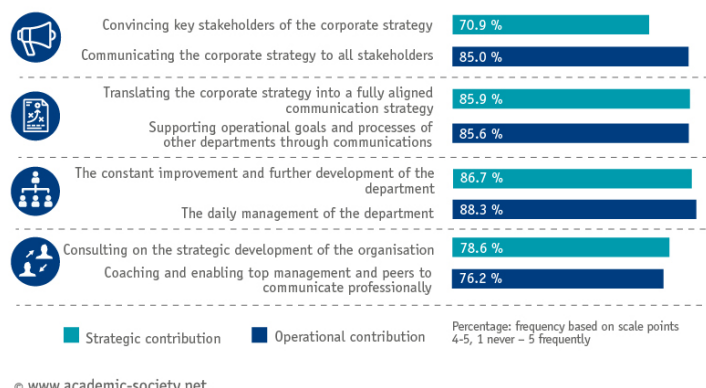 Convincing key stakeholders of the corporate strategy 70.9 %
Communicating the corporate strategy to all stakeholders 85.0 %
Translating the corporate strategy into a fully aligned
communication strategy
85.9 %
Supporting operational goals and processes of
other departments through communications
85.6 %
The constant improvement and further development of the
department
86.7 %
The daily management of the department 88.3 %
Consulting on the strategic development of the organisation 78.6 %
Coaching and enabling top management and peers to
communicate professionally
76.2 %
Strategic contribution
Operational contribution
Percentage: frequency based on scale points
4-5, 1 never – 5 frequently
© www.academic-society.net